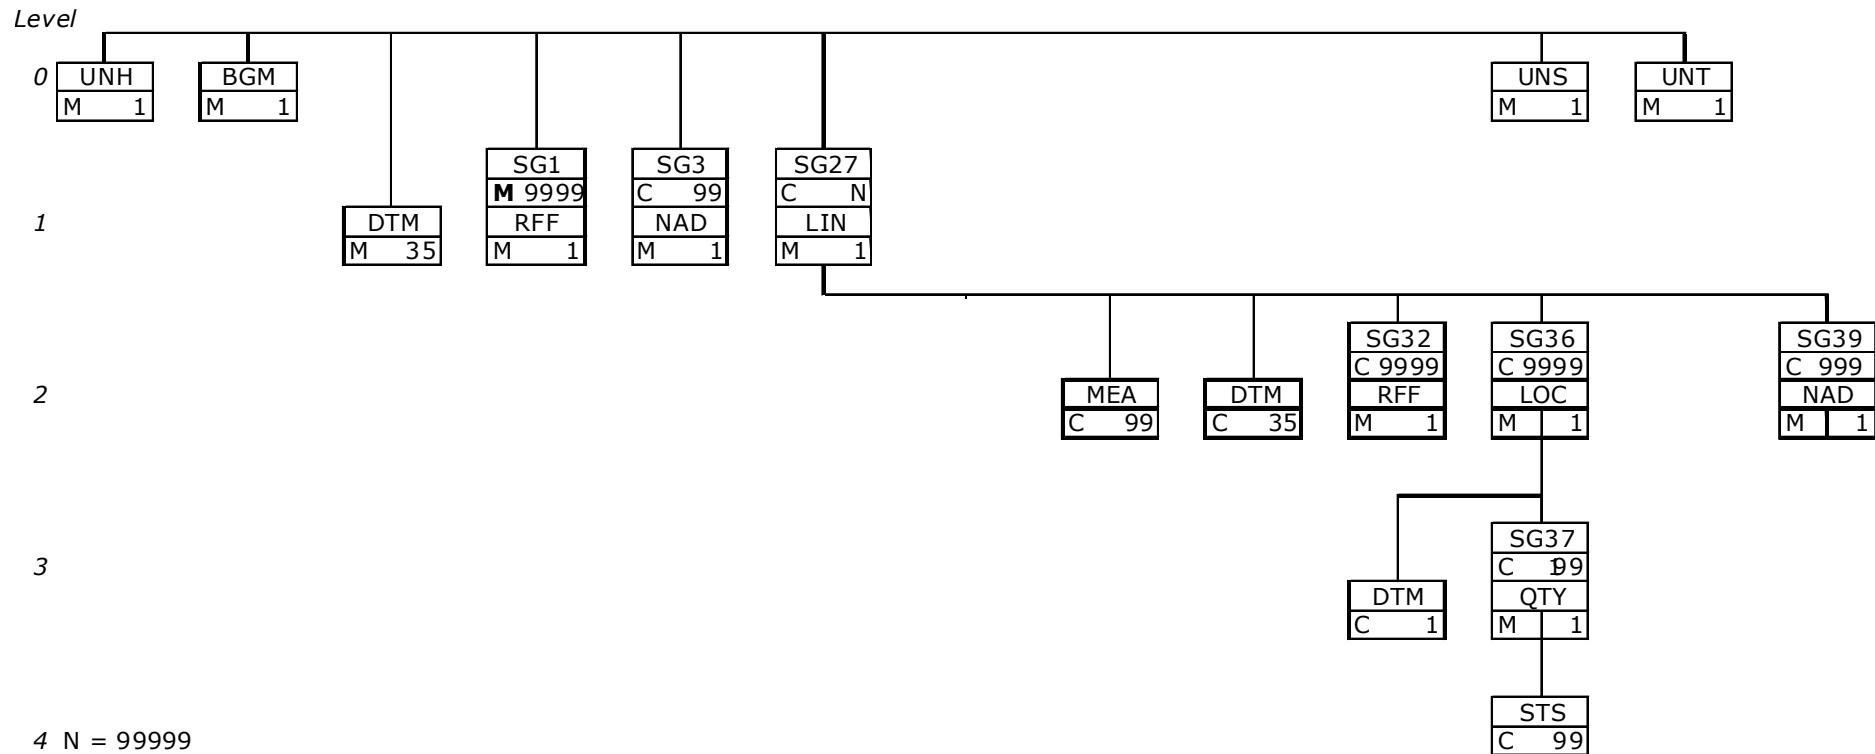 Level
0 UNH BGM UNS UNT
M 1 M 1 M 1 M 1
SG1 SG3 SG27
M 9999 C 99 C N
1 DTM RFF NAD LIN
M 35 M 1 M 1 M 1
SG32 SG36 SG39
C 9999 C 9999 C 999
2 MEA DTM RFF LOC NAD
C 99 C 35 M 1 M 1 M 1
SG37
3 C 99
DTM QTY
C 1 M 1
STS
4 N = 99999 C 99